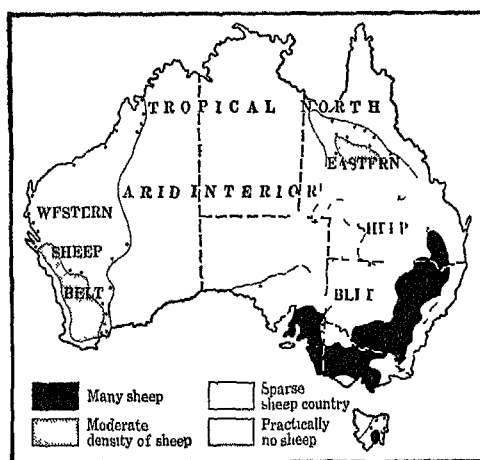 TROPICAL NORTH
EASTERN
ARID INTERIOR
WESTERN
SHEEP
SHEEP
BELT
BELT
Many sheep
Moderate
density of sheep
Sparse
sheep country
Practically
no sheep